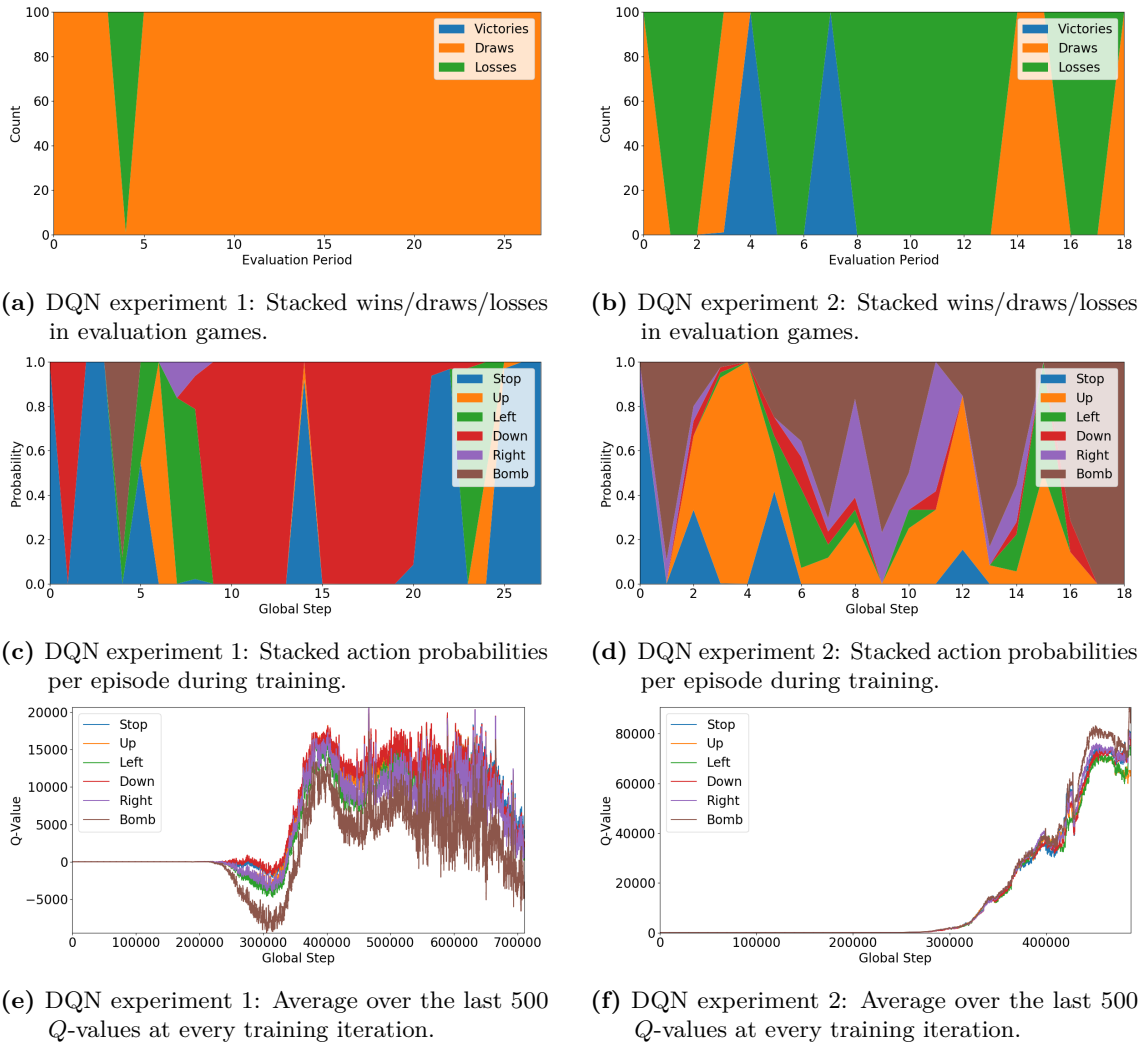 100
80
60
40
20
0
Count
Victories
Draws
Losses
0 5 10 15 20 25
Evaluation Period
100
80
60
40
20
0
Count
Victories
Draws
Losses
0 2 4 6 8 10 12 14 16 18
Evaluation Period
(a) DQN experiment 1: Stacked wins/draws/losses
in evaluation games.
(b) DQN experiment 2: Stacked wins/draws/losses
in evaluation games.
1.0
0.8
0.6
0.4
0.2
0.0
Probability
Stop
Up
Left
Down
Right
Bomb
0 5 10 15 20 25
Global Step
1.0
0.8
0.6
0.4
0.2
0.0
Probability
Stop
Up
Left
Down
Right
Bomb
0 2 4 6 8 10 12 14 16 18
Global Step
(c) DQN experiment 1: Stacked action probabilities
per episode during training.
(d) DQN experiment 2: Stacked action probabilities
per episode during training.
20000
15000
10000
5000
0
−5000
Q-Value
Stop
Up
Left
Down
Right
Bomb
0 100000 200000 300000 400000 500000 600000 700000
Global Step
80000
60000
40000
20000
0
Q-Value
Stop
Up
Left
Down
Right
Bomb
0 100000 200000 300000 400000
Global Step
(e) DQN experiment 1: Average over the last 500
Q-values at every training iteration.
(f) DQN experiment 2: Average over the last 500
Q-values at every training iteration.